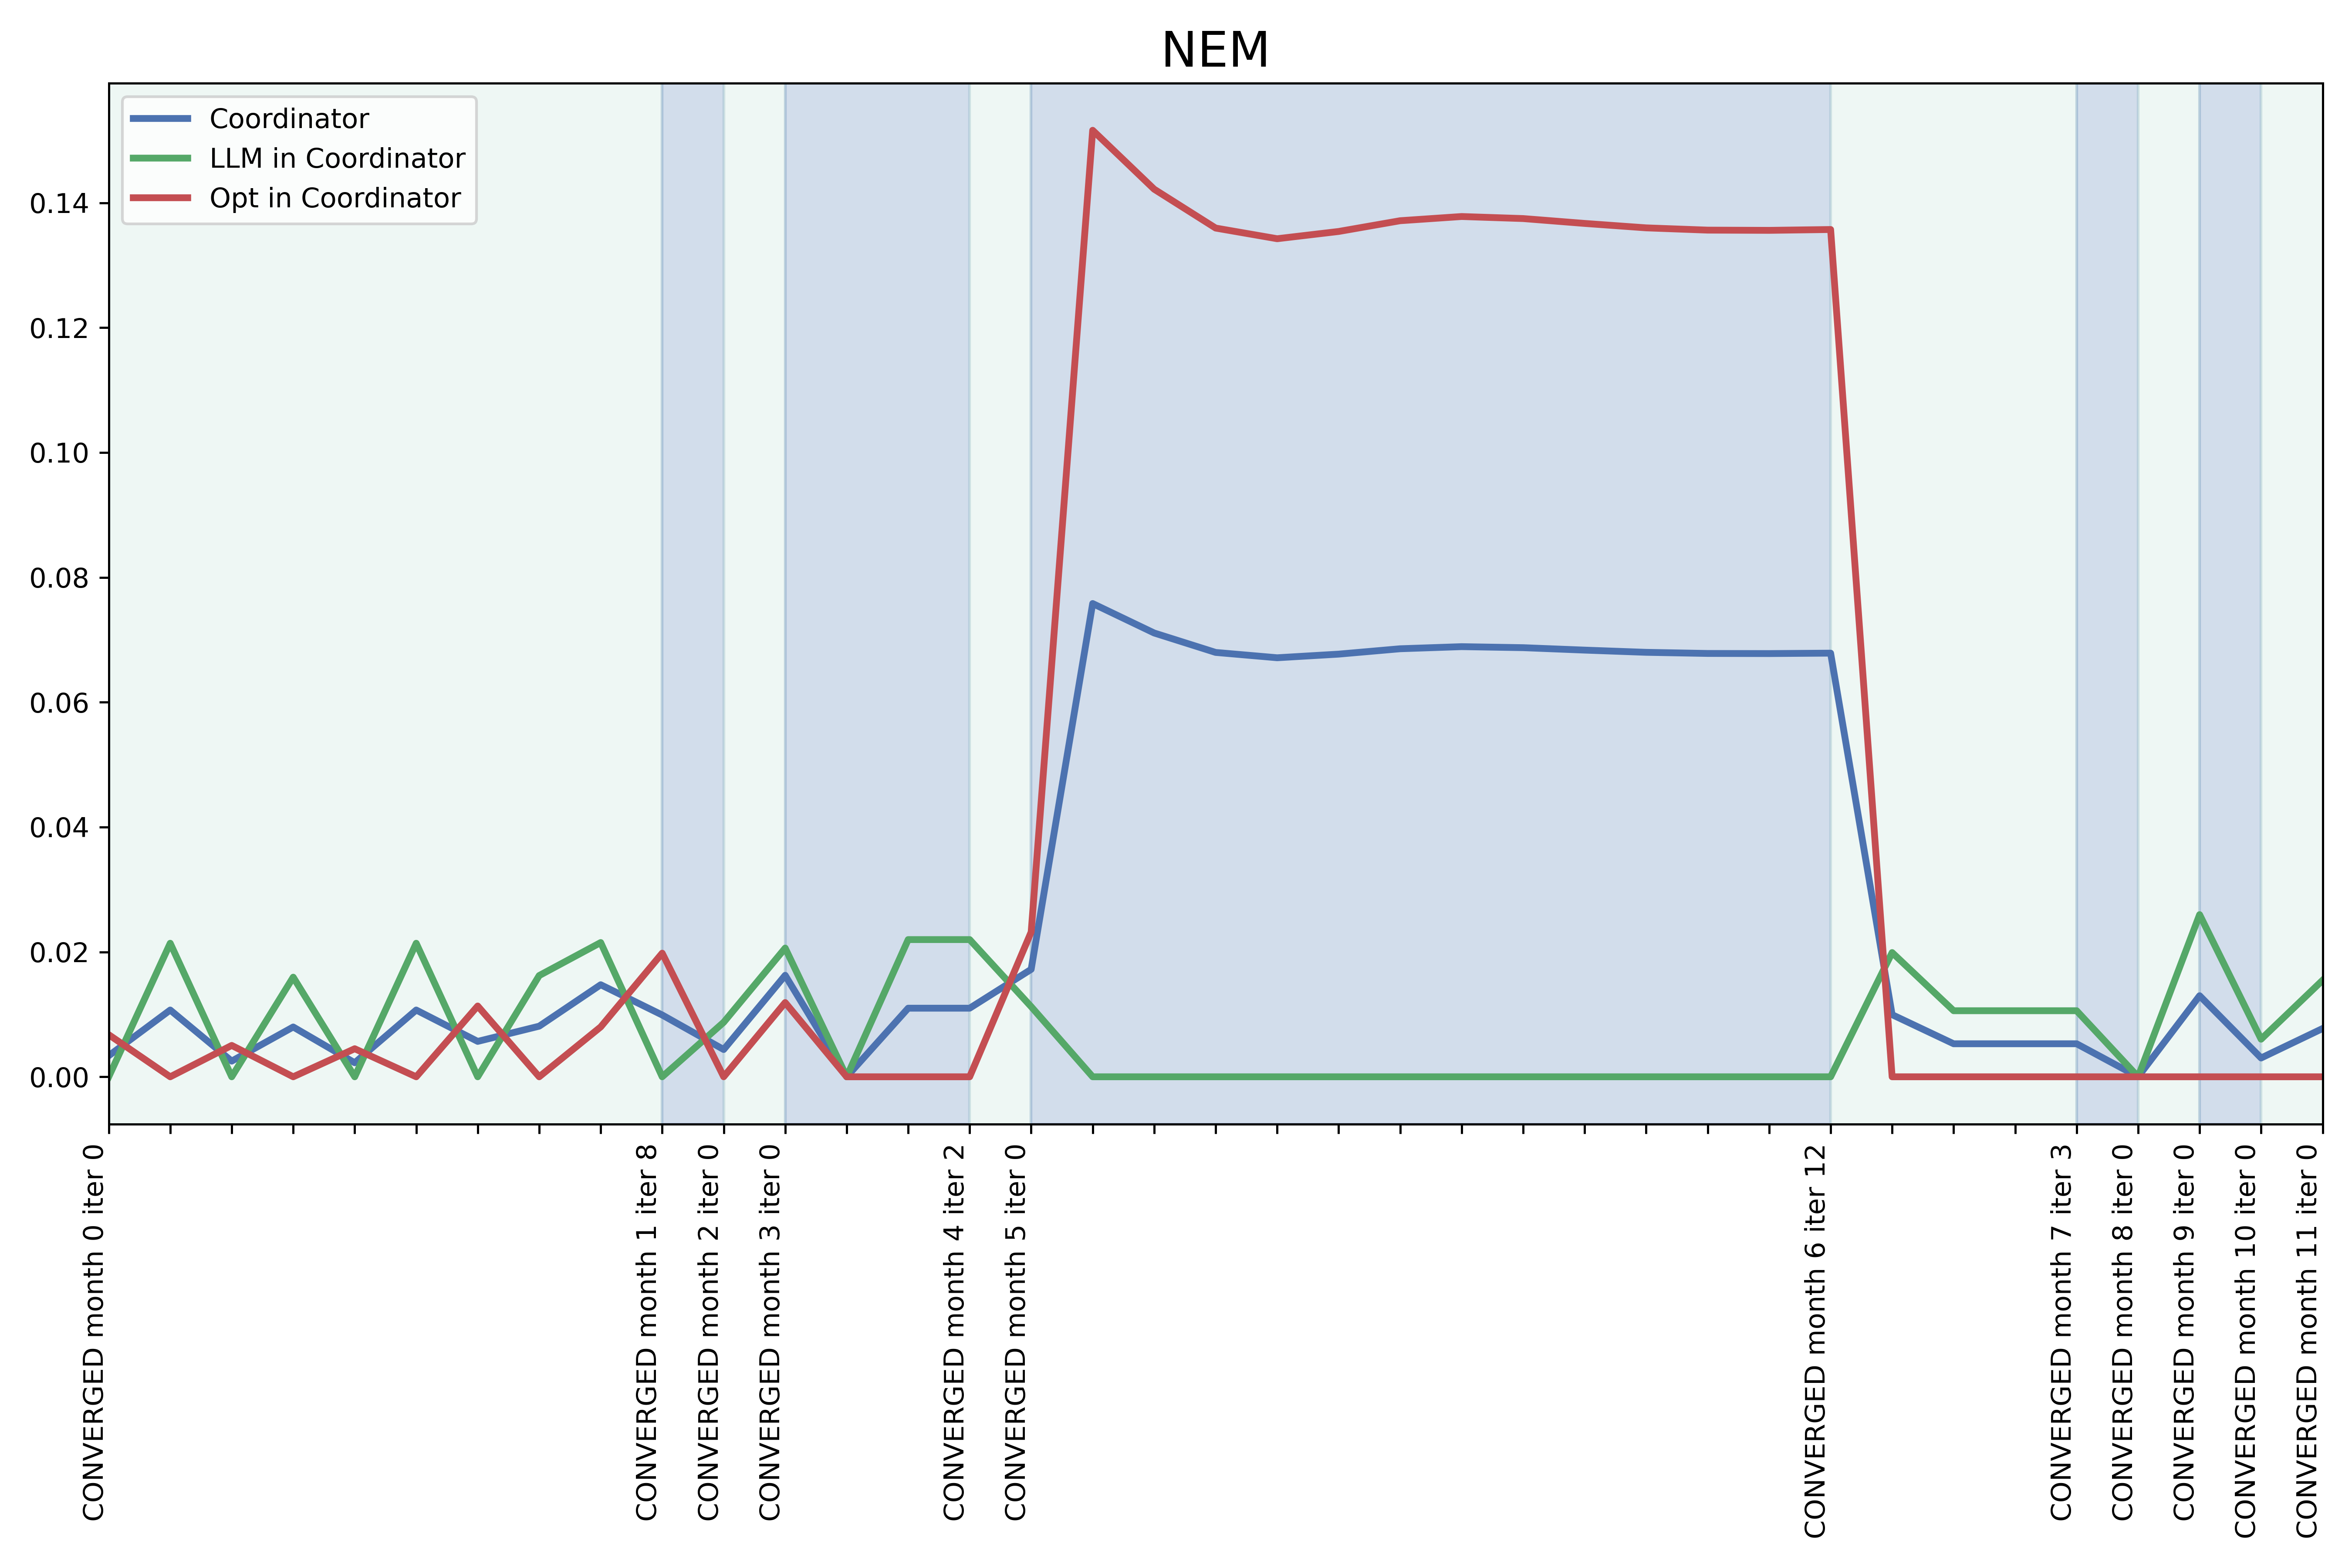 NEM
Coordinator
LLM in Coordinator
Opt in Coordinator
0.14
0.12
0.10
0.08
0.06
0.04
0.02
0.00
CONVERGED month 0 iter 0
CONVERGED month 1 iter 8
CONVERGED month 2 iter 0
CONVERGED month 3 iter 0
CONVERGED month 4 iter 2
CONVERGED month 5 iter 0
CONVERGED month 6 iter 12
CONVERGED month 7 iter 3
CONVERGED month 8 iter 0
CONVERGED month 9 iter 0
CONVERGED month 10 iter 0
CONVERGED month 11 iter 0